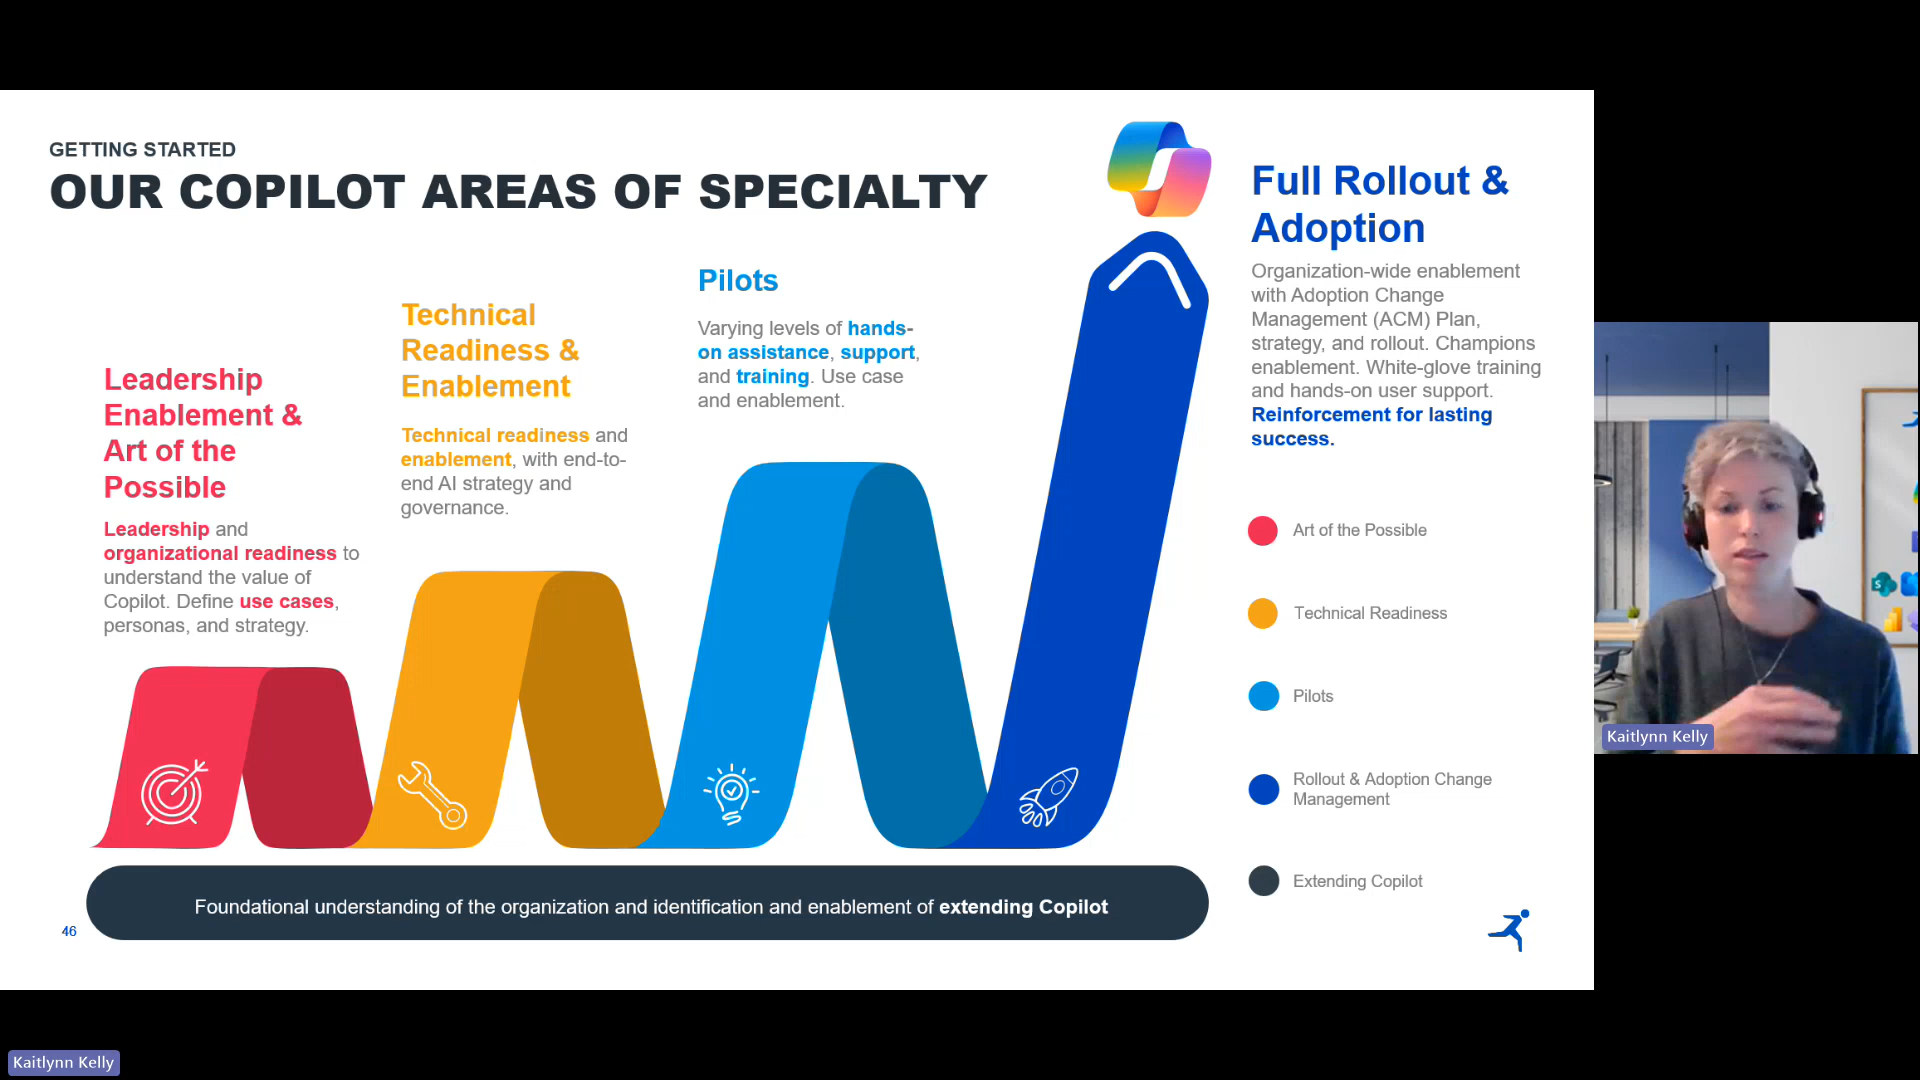 GETTING STARTED
OUR COPILOT AREAS OF SPECIALTY
Leadership
Enablement &
Art of the
Possible
Leadership and
organizational readiness to
understand the value of
Copilot. Define use cases,
personas, and strategy.
Technical
Readiness &
Enablement
Technical readiness and
enablement, with end-to-
end AI strategy and
governance.
Pilots
Varying levels of hands-
on assistance, support,
and training. Use case
and enablement.
Full Rollout &
Adoption
Organization-wide enablement
with Adoption Change
Management (ACM) Plan,
strategy, and rollout. Champions
enablement. White-glove training
and hands-on user support.
Reinforcement for lasting
success.
Art of the Possible
Technical Readiness
Pilots
Rollout & Adoption Change
Management
Extending Copilot
Foundational understanding of the organization and identification and enablement of extending Copilot
46
Kaitlynn Kelly
Kaitlynn Kelly